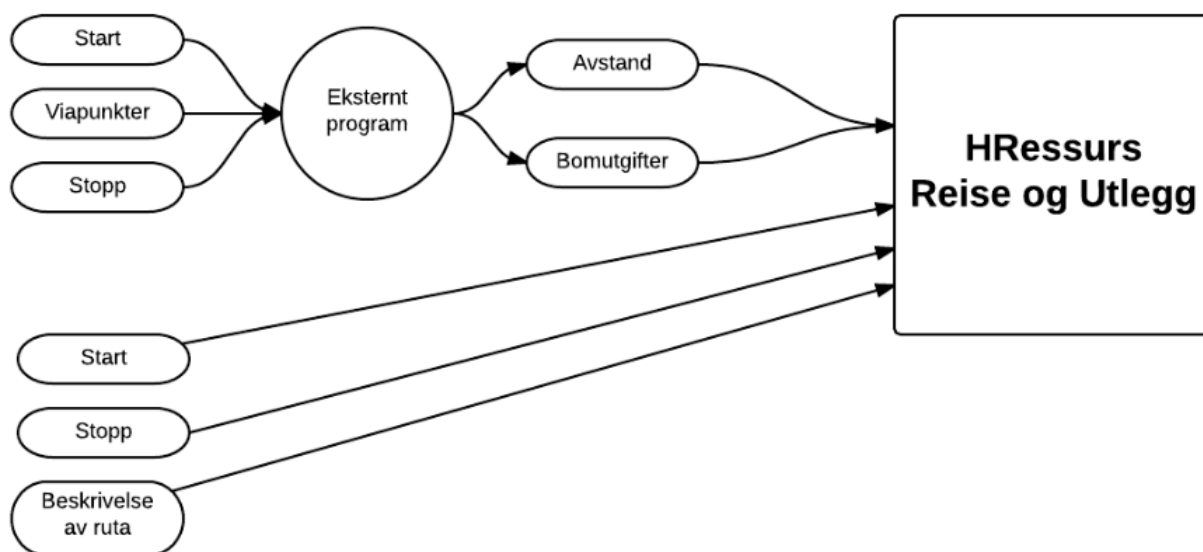 Start
Viapunkter
Stopp
Eksternt
program
Avstand
Bomutgifter
HRessurs
Reise og Utlegg
Start
Stopp
Beskrivelse
av ruta